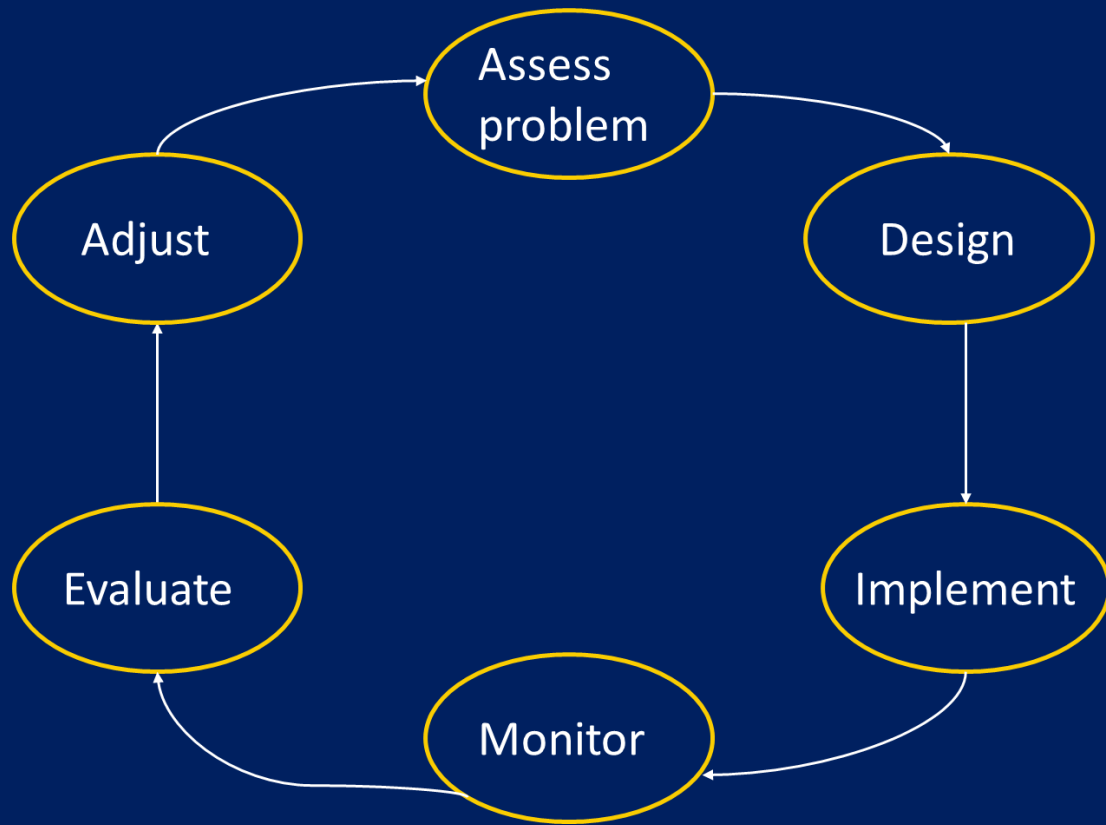 Assess
problem
Design
Implement
Monitor
Evaluate
Adjust